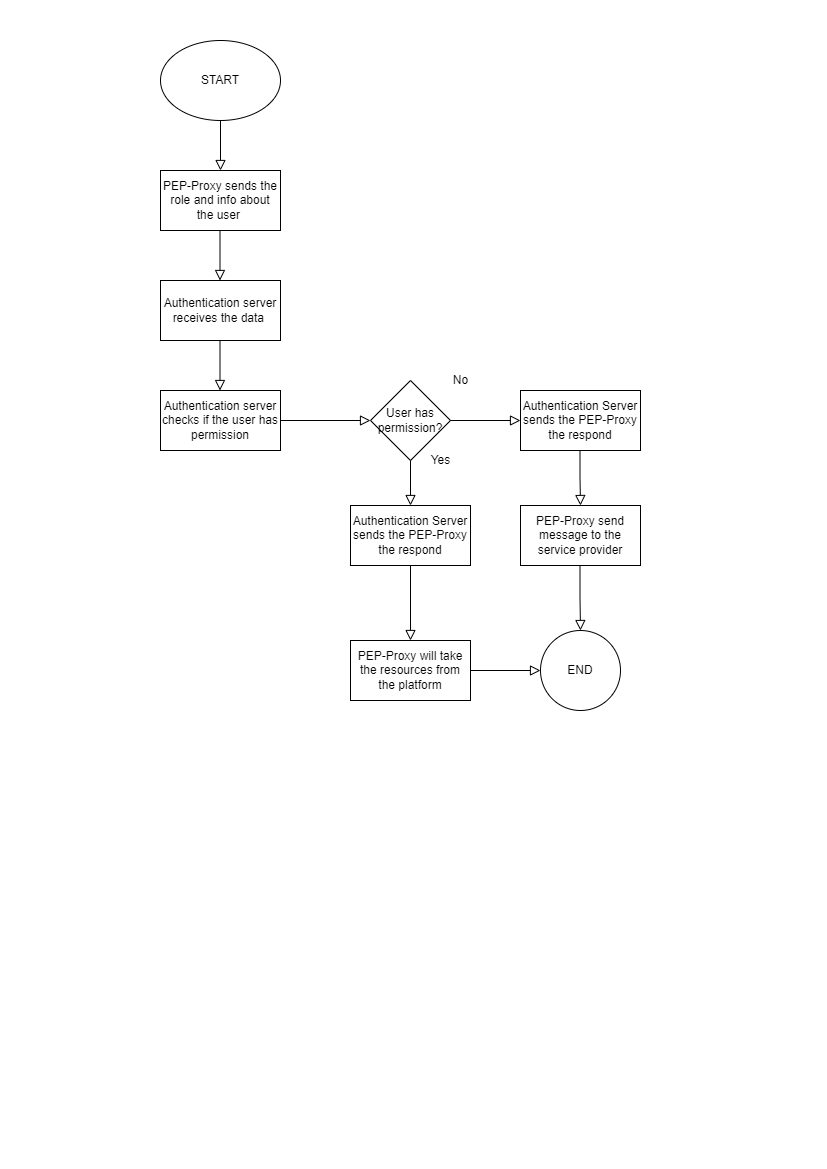 START
PEP-Proxy sends the
role and info about
the user
Authentication server
receives the data
Authentication server
checks if the user has
permission
User has
permission?
No
Yes
Authentication Server
sends the PEP-Proxy
the respond
PEP-Proxy send
message to the
service provider
Authentication Server
sends the PEP-Proxy
the respond
PEP-Proxy will take
the resources from
the platform
END